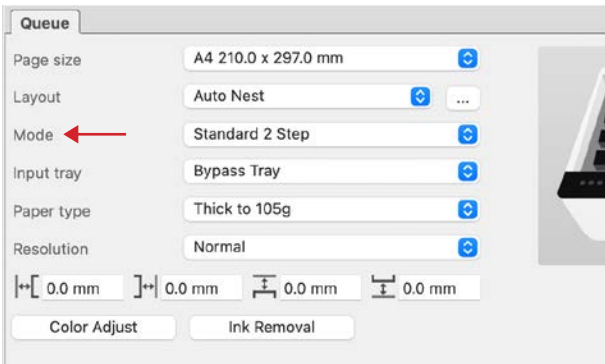 Queue
Page size A4 210.0 x 297.0 mm
Layout Auto Nest ...
Mode Standard 2 Step
Input tray Bypass Tray
Paper type Thick to 105g
Resolution Normal
0.0 mm 0.0 mm 0.0 mm 0.0 mm
Color Adjust Ink Removal